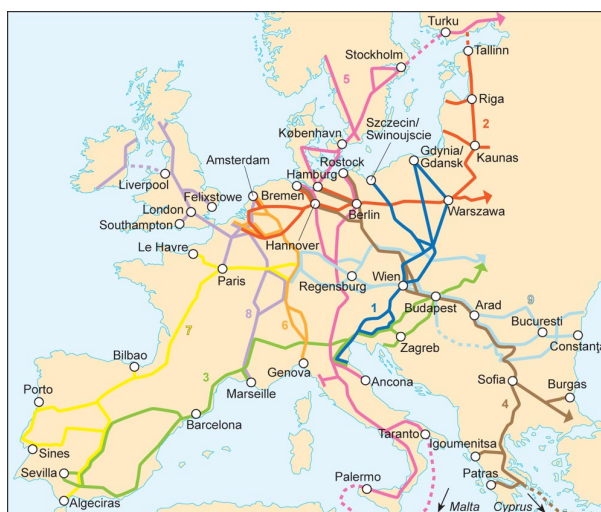 Turku
Tallinn
Stockholm
5
Riga
2
Szczecin/
Swinoujscie
København
Gdynia/
Gdansk
Kaunas
Rostock
Amsterdam
Hamburg
Liverpool
Felixstowe
Bremen
London
Berlin
Warszawa
Southampton
Hannover
Le Havre
Paris
Regensburg
Wien
1
Budapest
Arad
9
8
6
7
Bucuresti
Constanța
Zagreb
Bilbao
3
Genova
Marseille
Ancona
Sofia
Burgas
Porto
4
Barcelona
Taranto
Igoumenitsa
Sines
Sevilla
Patras
Palermo
Algeciras
Malta
Cyprus